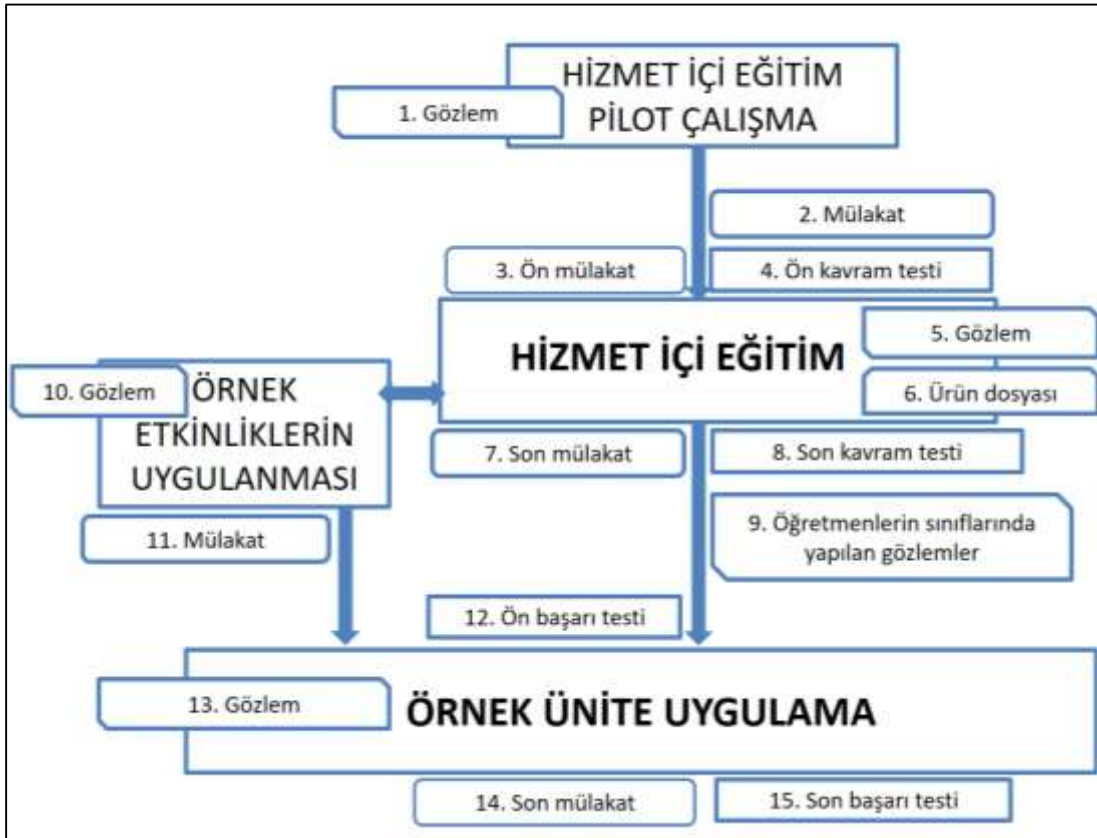 HİZMET İÇİ EĞİTİM
PİLOT ÇALIŞMA
1. Gözlem
2. Mülakat
3. Ön mülakat
4. Ön kavram testi
HİZMET İÇİ EĞİTİM
5. Gözlem
6. Ürün dosyası
10. Gözlem
ÖRNEK
ETKİNLİKLERİN
UYGULANMASI
7. Son mülakat
8. Son kavram testi
9. Öğretmenlerin sınıflarında
yapılan gözlemler
11. Mülakat
12. Ön başarı testi
13. Gözlem
ÖRNEK ÜNİTE UYGULAMA
14. Son mülakat
15. Son başarı testi